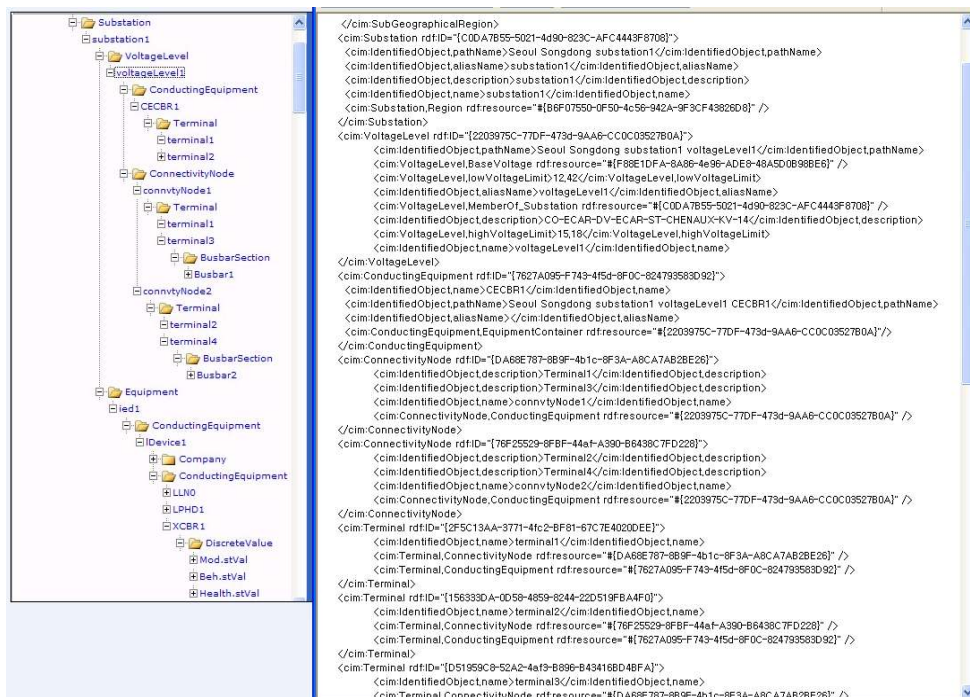 Substation
substation1
VoltageLevel
voltageLevel1
ConductingEquipment
CECBR1
Terminal
terminal1
terminal2
ConnectivityNode
connvtyNode1
Terminal
terminal1
terminal3
BusbarSection
Busbar1
connvtyNode2
Terminal
terminal2
terminal4
BusbarSection
Busbar2
Equipment
ied1
ConductingEquipment
lDevice1
Company
ConductingEquipment
LLN0
LPHD1
XCBR1
DiscreteValue
Mod.stVal
Beh.stVal
Health.stVal
</cim:SubGeographicalRegion>
<cim:Substation rdf:ID="{C0DA7B55-5021-4d90-823C-AFC4443F8708}">
<cim:IdentifiedObject,pathName>Seoul Songdong substation1</cim:IdentifiedObject,pathName>
<cim:IdentifiedObject,aliasName>substation1</cim:IdentifiedObject,aliasName>
<cim:IdentifiedObject,description>substation1</cim:IdentifiedObject,description>
<cim:IdentifiedObject,name>substation1</cim:IdentifiedObject,name>
<cim:Substation,Region rdf:resource="#{B6F07550-0F50-4c56-942A-9F3CF43826D8}" />
</cim:Substation>
<cim:VoltageLevel rdf:ID="{2203975C-77DF-473d-9AA6-CC0C03527B0A}">
<cim:IdentifiedObject,pathName>Seoul Songdong substation1 voltageLevel1</cim:IdentifiedObject,pathName>
<cim:VoltageLevel,BaseVoltage rdf:resource="#{F88E1DFA-8A86-4e96-ADE8-48A5D0B98BE6}" />
<cim:VoltageLevel,lowVoltageLimit>12,42</cim:VoltageLevel,lowVoltageLimit>
<cim:IdentifiedObject,aliasName>voltageLevel1</cim:IdentifiedObject,aliasName>
<cim:VoltageLevel,MemberOf_Substation rdf:resource="#{C0DA7B55-5021-4d90-823C-AFC4443F8708}" />
<cim:IdentifiedObject,description>CO-ECAR-DV-ECAR-ST-CHENAUX-KV-14</cim:IdentifiedObject,description>
<cim:VoltageLevel,highVoltageLimit>15,18</cim:VoltageLevel,highVoltageLimit>
<cim:IdentifiedObject,name>voltageLevel1</cim:IdentifiedObject,name>
</cim:VoltageLevel>
<cim:ConductingEquipment rdf:ID="{7627A095-F743-4f5d-8F0C-824793583D92}">
<cim:IdentifiedObject,name>CECBR1</cim:IdentifiedObject,name>
<cim:IdentifiedObject,pathName>Seoul Songdong substation1 voltageLevel1 CECBR1</cim:IdentifiedObject,pathName>
<cim:IdentifiedObject,aliasName></cim:IdentifiedObject,aliasName>
<cim:ConductingEquipment,EquipmentContainer rdf:resource="#{2203975C-77DF-473d-9AA6-CC0C03527B0A}"/>
</cim:ConductingEquipment>
<cim:ConnectivityNode rdf:ID="{DA68E787-8B9F-4b1c-8F3A-A8CA7AB2BE26}">
<cim:IdentifiedObject,description>Terminal1</cim:IdentifiedObject,description>
<cim:IdentifiedObject,description>Terminal3</cim:IdentifiedObject,description>
<cim:IdentifiedObject,name>connvtyNode1</cim:IdentifiedObject,name>
<cim:ConnectivityNode,ConductingEquipment rdf:resource="#{2203975C-77DF-473d-9AA6-CC0C03527B0A}" />
</cim:ConnectivityNode>
<cim:ConnectivityNode rdf:ID="{76F25529-8FBF-44af-A390-B6438C7FD228}">
<cim:IdentifiedObject,description>Terminal2</cim:IdentifiedObject,description>
<cim:IdentifiedObject,description>Terminal4</cim:IdentifiedObject,description>
<cim:IdentifiedObject,name>connvtyNode2</cim:IdentifiedObject,name>
<cim:ConnectivityNode,ConductingEquipment rdf:resource="#{2203975C-77DF-473d-9AA6-CC0C03527B0A}" />
</cim:ConnectivityNode>
<cim:Terminal rdf:ID="{2F5C13AA-3771-4fc2-BF81-67C7E4020DEE}">
<cim:IdentifiedObject,name>terminal1</cim:IdentifiedObject,name>
<cim:Terminal,ConnectivityNode rdf:resource="#{DA68E787-8B9F-4b1c-8F3A-A8CA7AB2BE26}" />
<cim:Terminal,ConductingEquipment rdf:resource="#{7627A095-F743-4f5d-8F0C-824793583D92}" />
</cim:Terminal>
<cim:Terminal rdf:ID="{156333DA-0D58-4859-8244-22D519FBA4F0}">
<cim:IdentifiedObject,name>terminal2</cim:IdentifiedObject,name>
<cim:Terminal,ConnectivityNode rdf:resource="#{76F25529-8FBF-44af-A390-B6438C7FD228}" />
<cim:Terminal,ConductingEquipment rdf:resource="#{7627A095-F743-4f5d-8F0C-824793583D92}" />
</cim:Terminal>
<cim:Terminal rdf:ID="{D51959C8-52A2-4af3-B896-B43416BD4BFA}">
<cim:IdentifiedObject,name>terminal3</cim:IdentifiedObject,name>
<cim:Terminal,ConnectivityNode rdf:resource="#{DA68E787-8B9F-4b1c-8F3A-A8CA7AB2BE26}" />